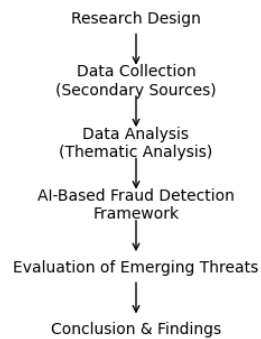 Research Design
Data Collection
(Secondary Sources)
Data Analysis
(Thematic Analysis)
AI-Based Fraud Detection
Framework
Evaluation of Emerging Threats
Conclusion & Findings